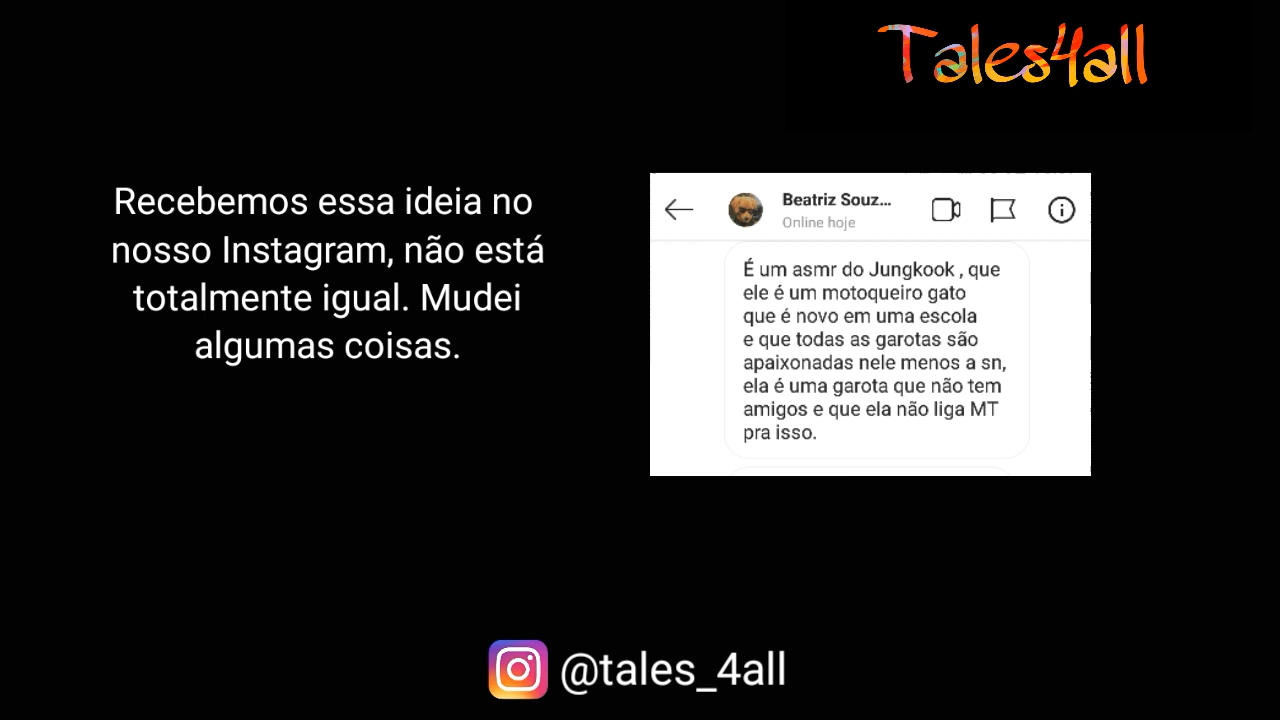 Tales4all
Recebemos essa ideia no
nosso Instagram, não está
totalmente igual. Mudei
algumas coisas.
Beatriz Souz...
Online hoje
É um asmr do Jungkook , que
ele é um motoqueiro gato
que é novo em uma escola
e que todas as garotas são
apaixonadas nele menos a sn,
ela é uma garota que não tem
amigos e que ela não liga MT
pra isso.
@tales_4all